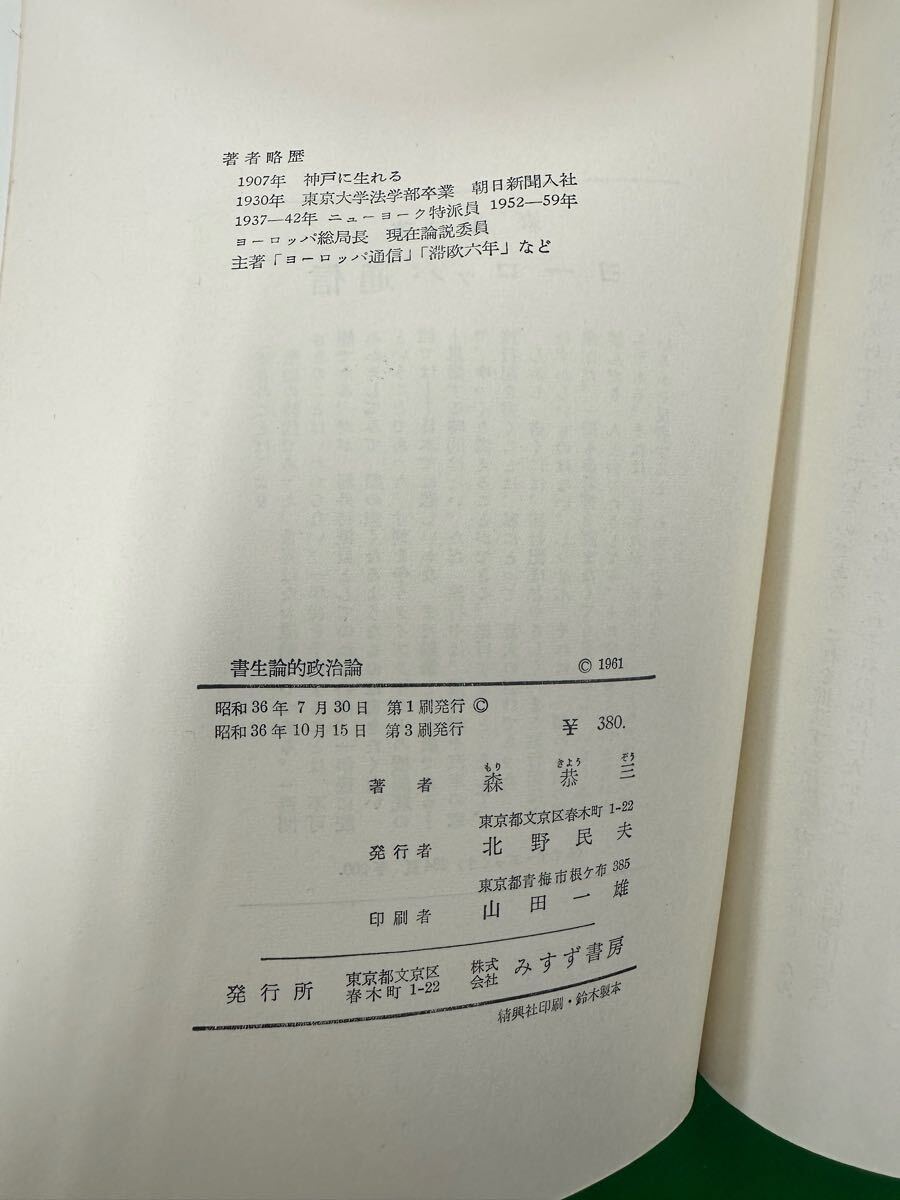 著者略歴
1907年 神戸に生れる
1930年 東京大学法学部卒業 朝日新聞入社
1937—42年 ニューヨーク特派員 1952—59年
ヨーロッパ総局長 現在論説委員
主著「ヨーロッパ通信」「滞欧六年」など
書生論的政治論 © 1961
昭和36年7月30日 第1刷発行 ©
昭和36年10月15日 第3刷発行 ¥ 380.
もり きよう ぞう
著者 森恭三
東京都文京区春木町 1-22
発行者 北野民夫
東京都青梅市根ケ布 385
印刷者 山田一雄
発行所 東京都文京区春木町 1-22 株式会社 みすず書房
精興社印刷・鈴木製本